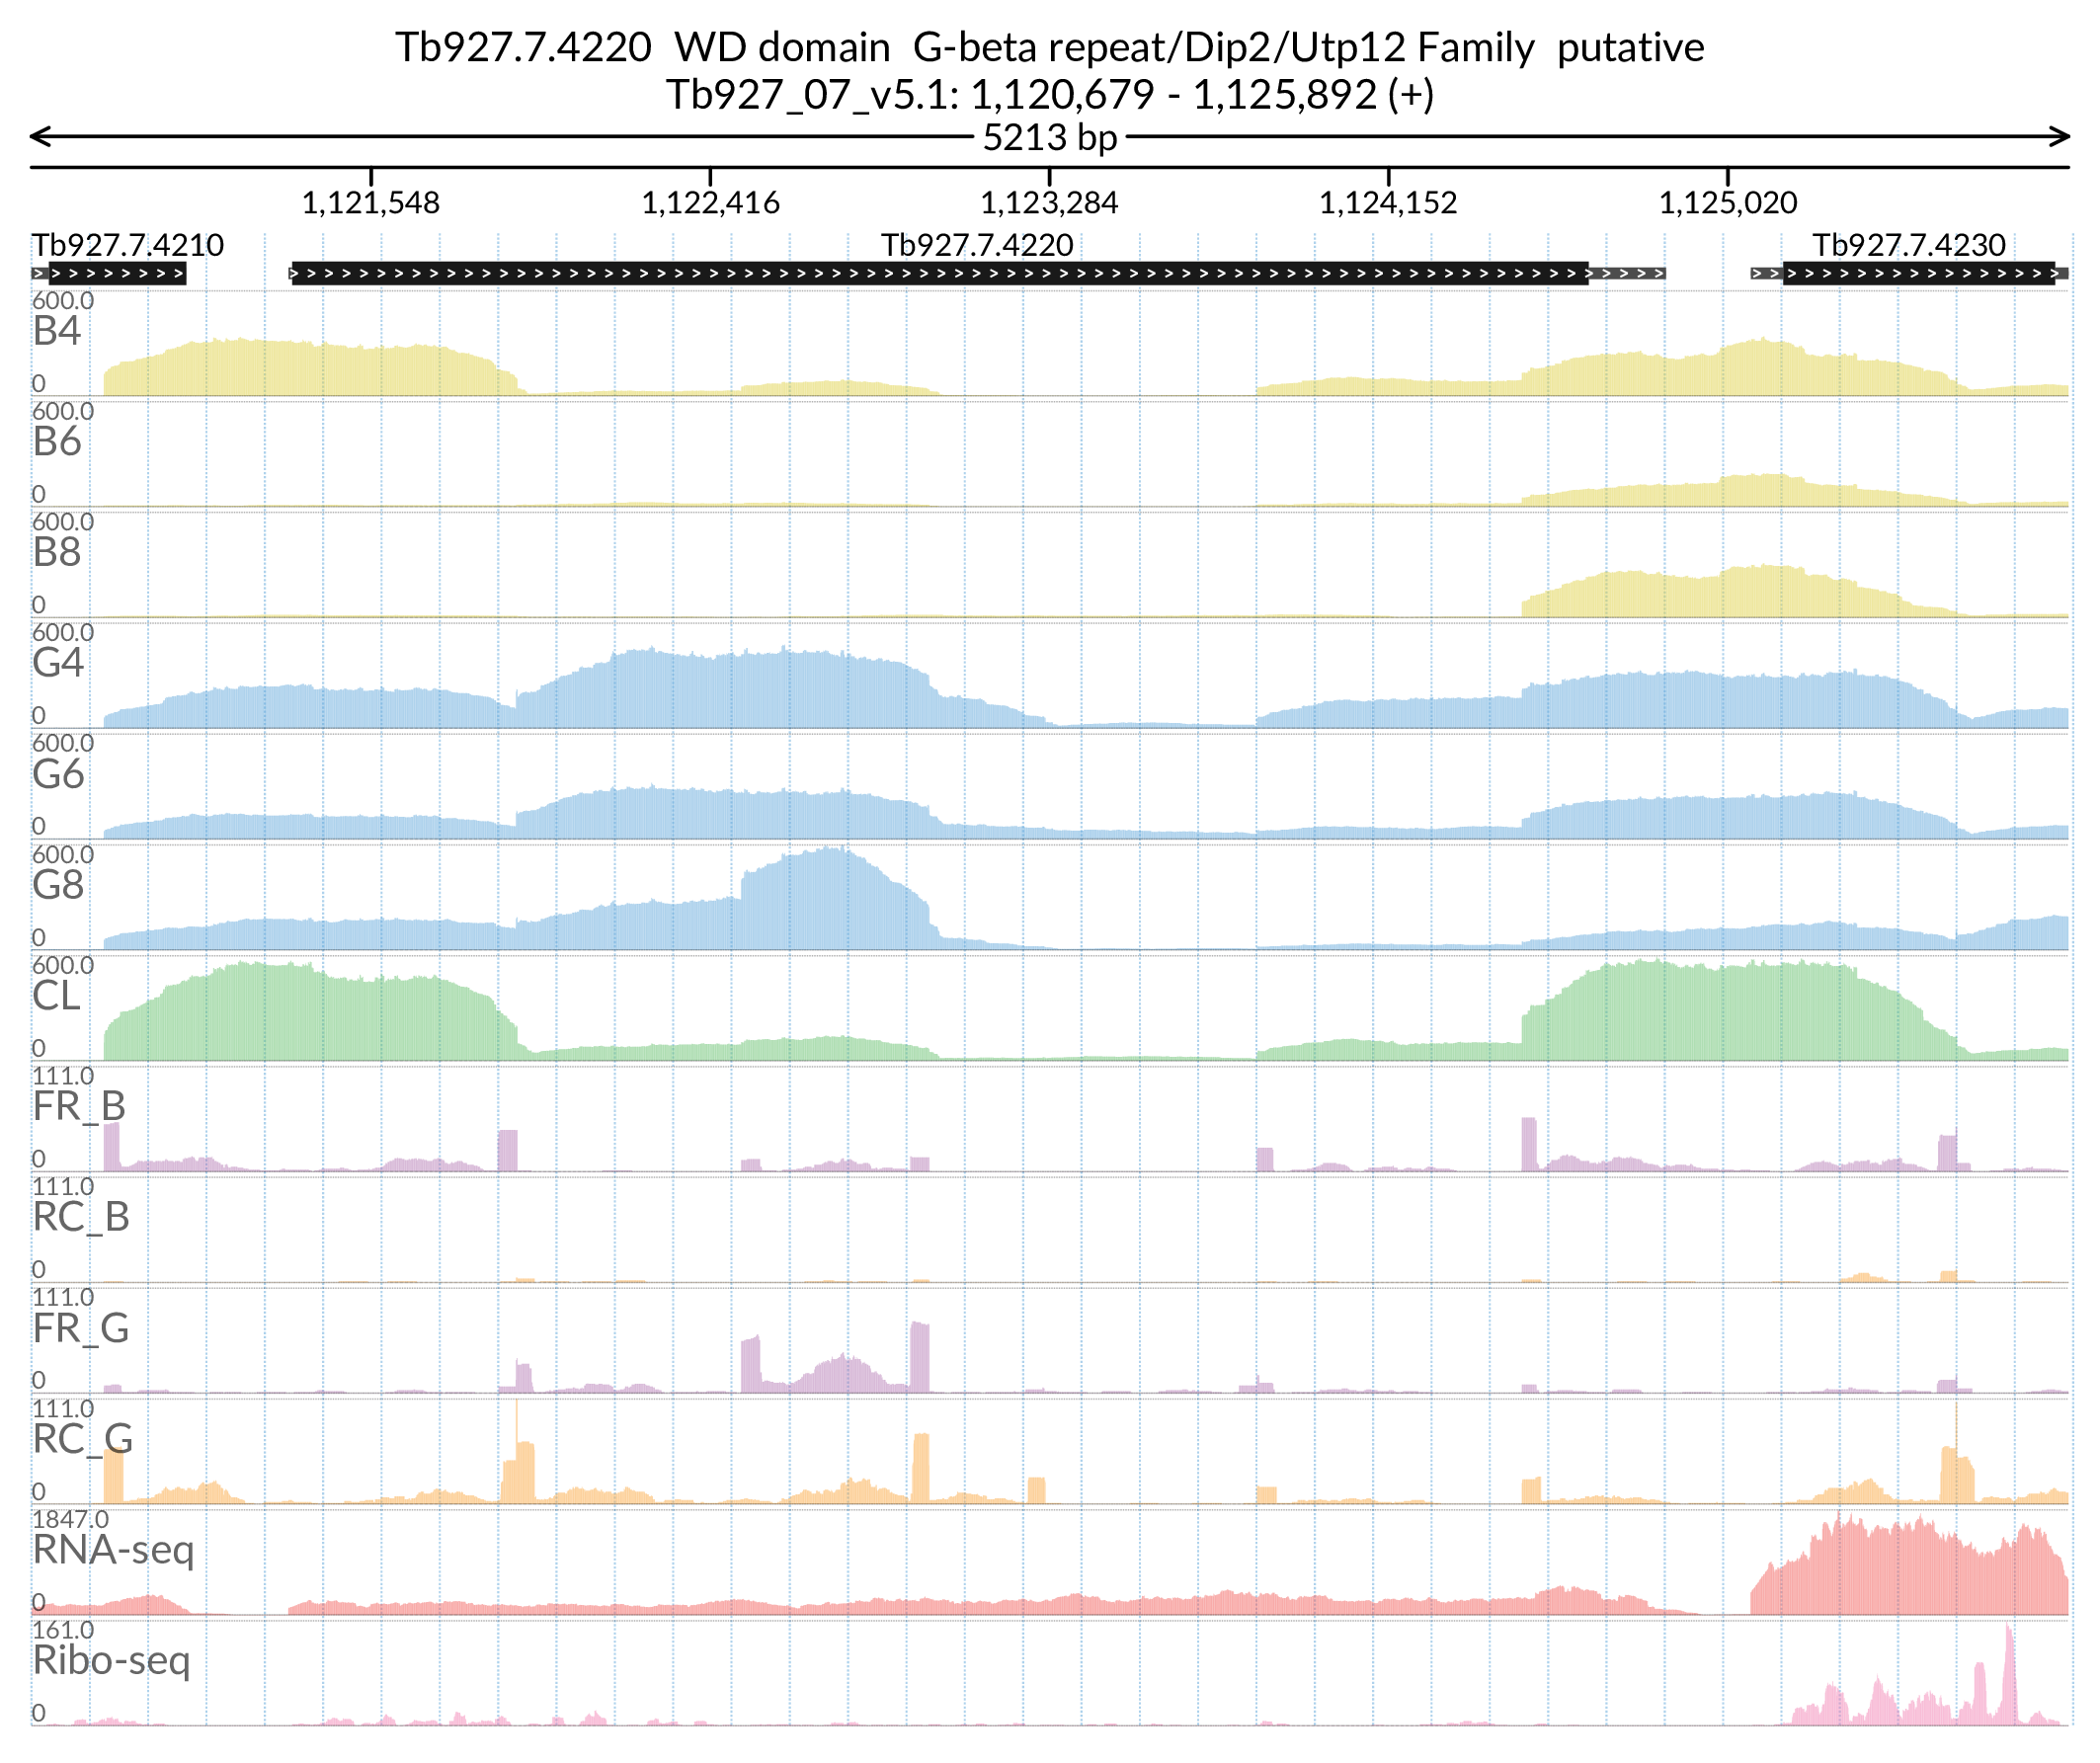 Tb927.7.4220 WD domain G-beta repeat/Dip2/Utp12 Family putative
Tb927_07_v5.1: 1,120,679 - 1,125,892 (+)
5213 bp
1,121,548 1,122,416 1,123,284 1,124,152 1,125,020
Tb927.7.4210 Tb927.7.4220 Tb927.7.4230
600.0
B4
0
600.0
B6
0
600.0
B8
0
600.0
G4
0
600.0
G6
0
600.0
G8
0
600.0
CL
0
111.0
FR_B
0
111.0
RC_B
0
111.0
FR_G
0
111.0
RC_G
0
1847.0
RNA-seq
0
161.0
Ribo-seq
0